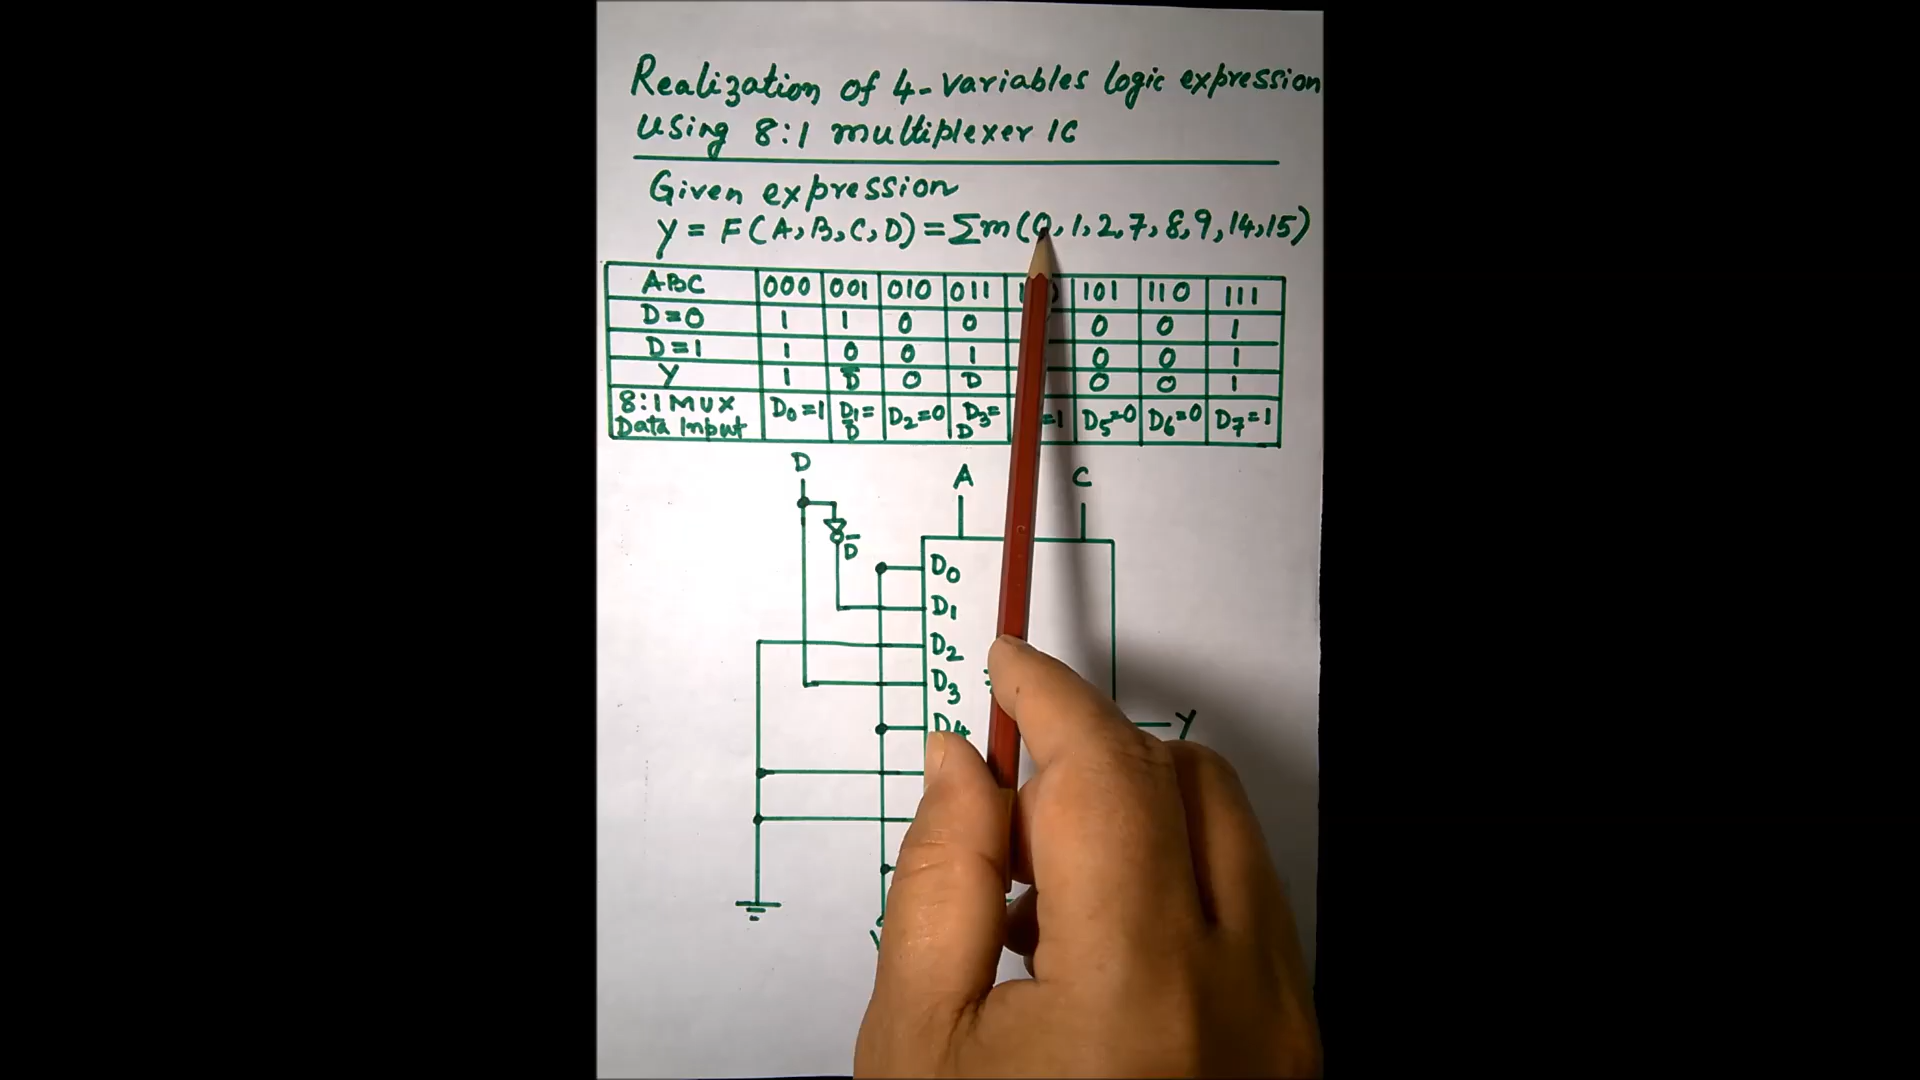 Realization of 4-variables logic expression
using 8:1 multiplexer IC
Given expression
Y = F(A,B,C,D) = Σm(0,1,2,7,8,9,14,15)
ABC 000 001 010 011 101 110 111
D=0 1 1 0 0 0 0 1
D=1 1 0 0 1 0 0 1
Y 1 D̅ 0 D 0 0 1
8:1 MUX Data Input D0=1 D1=D̅ D2=0 D3=D =1 D5=0 D6=0 D7=1
D A C
D̅
D0
D1
D2
D3
D4
Y